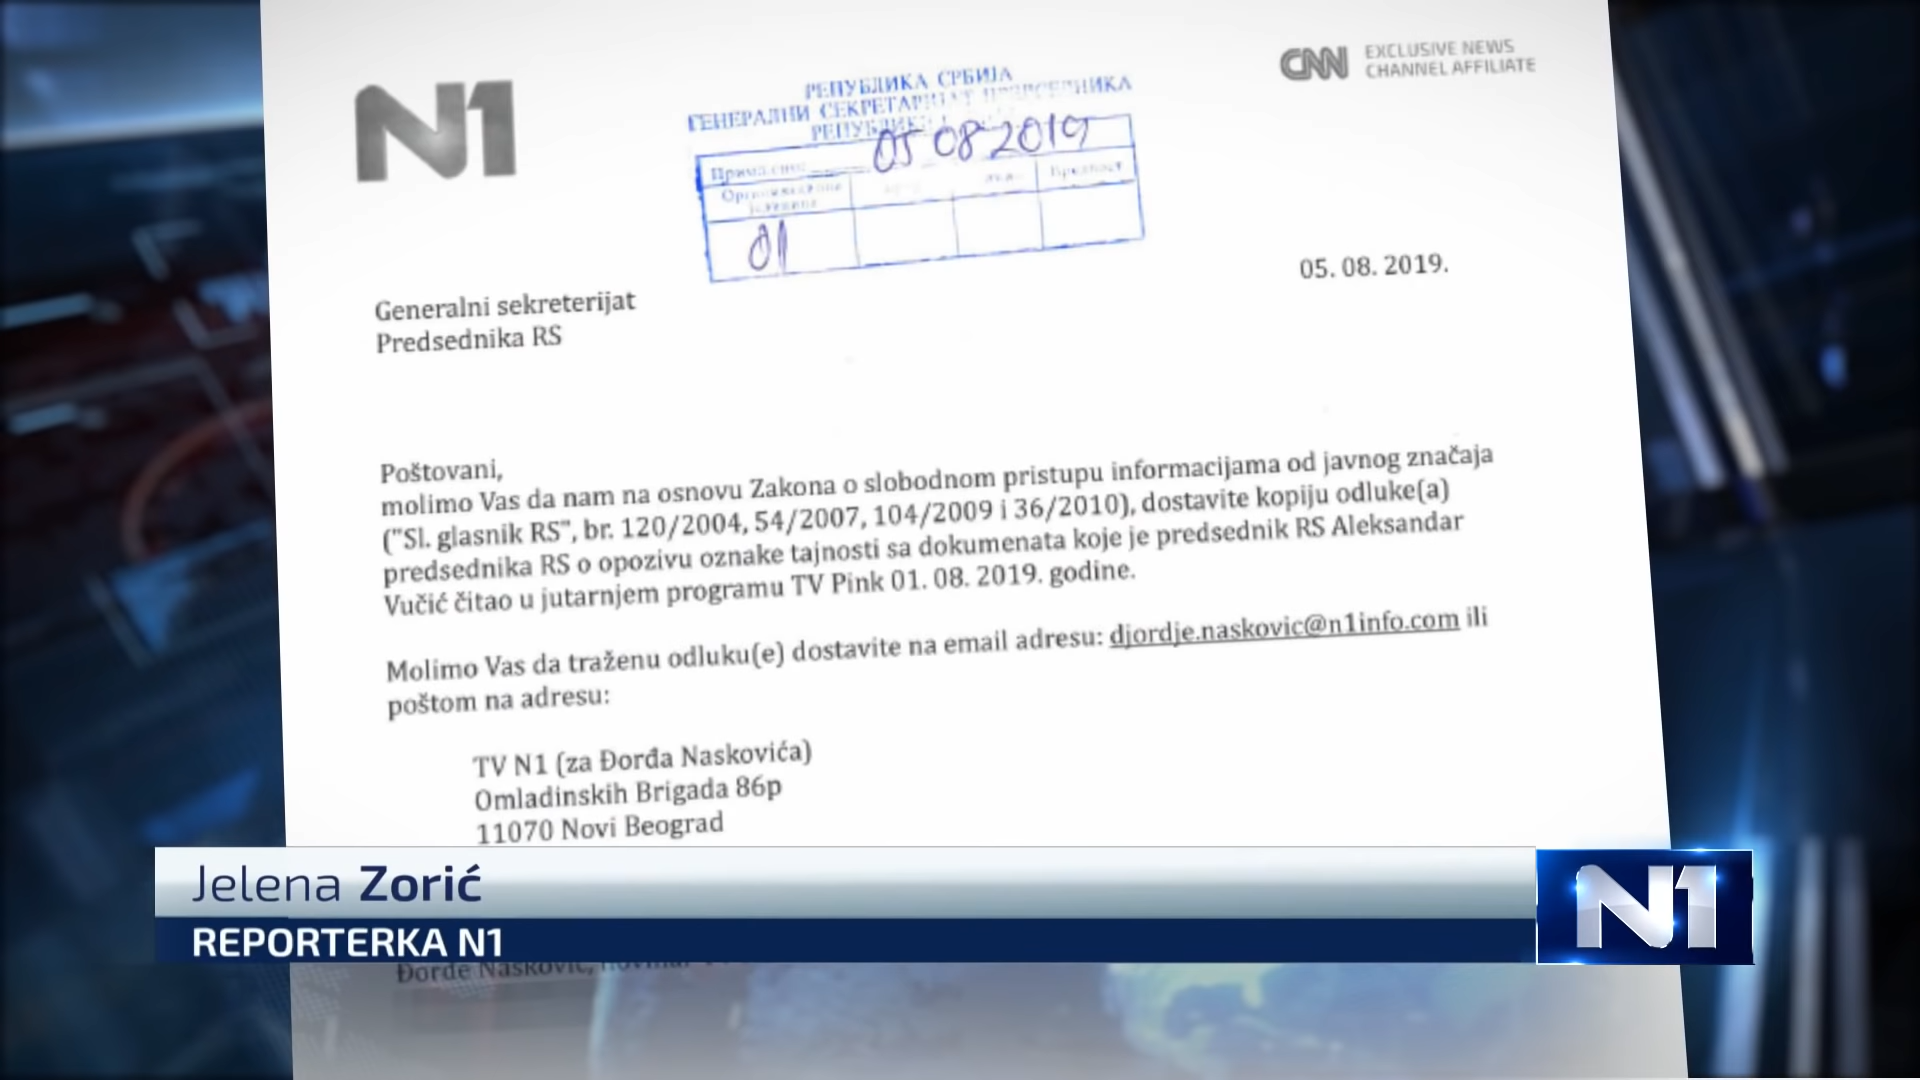 N1
CNN EXCLUSIVE NEWS
CHANNEL AFFILIATE
РЕПУБЛИКА СРБИЈА
ГЕНЕРАЛНИ СЕКРЕТАРИЈАТ ПРЕДСЕДНИКА
РЕПУБЛИКЕ
05 08 2019
01
05. 08. 2019.
Generalni sekreterijat
Predsednika RS
Poštovani,
molimo Vas da nam na osnovu Zakona o slobodnom pristupu informacijama od javnog značaja
("Sl. glasnik RS", br. 120/2004, 54/2007, 104/2009 i 36/2010), dostavite kopiju odluke(a)
predsednika RS o opozivu oznake tajnosti sa dokumenata koje je predsednik RS Aleksandar
Vučić čitao u jutarnjem programu TV Pink 01. 08. 2019. godine.
Molimo Vas da traženu odluku(e) dostavite na email adresu: djordje.naskovic@n1info.com ili
poštom na adresu:
TV N1 (za Đorđa Naskovića)
Omladinskih Brigada 86p
11070 Novi Beograd
Jelena Zorić
REPORTERKA N1
N1